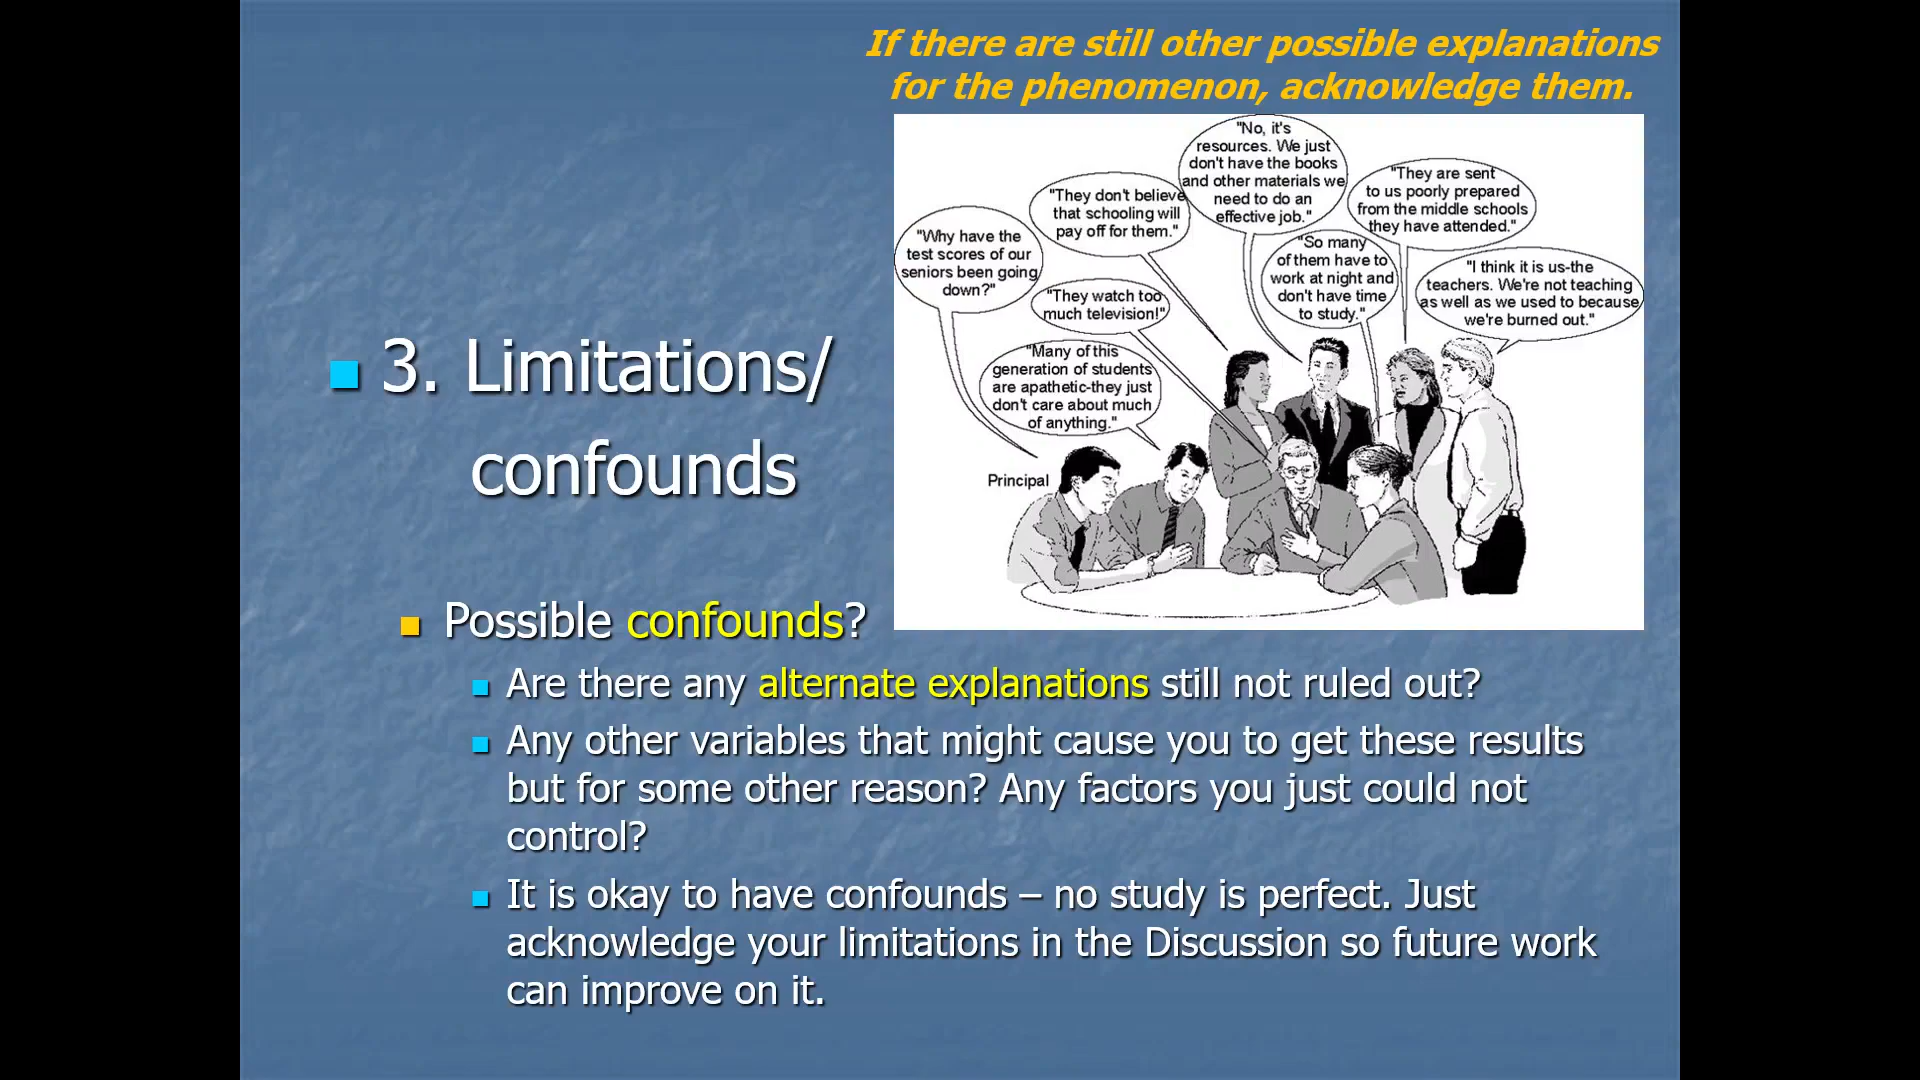 If there are still other possible explanations
for the phenomenon, acknowledge them.
3. Limitations/
confounds
"Why have the
test scores of our
seniors been going
down?"
"They don't believe
that schooling will
pay off for them."
"No, it's
resources. We just
don't have the books
and other materials we
need to do an
effective job."
"They are sent
to us poorly prepared
from the middle schools
they have attended."
"They watch too
much television!"
"So many
of them have to
work at night and
don't have time
to study."
"I think it is us-the
teachers. We're not teaching
as well as we used to because
we're burned out."
"Many of this
generation of students
are apathetic-they just
don't care about much
of anything."
Principal
Possible confounds?
Are there any alternate explanations still not ruled out?
Any other variables that might cause you to get these results
but for some other reason? Any factors you just could not
control?
It is okay to have confounds – no study is perfect. Just
acknowledge your limitations in the Discussion so future work
can improve on it.